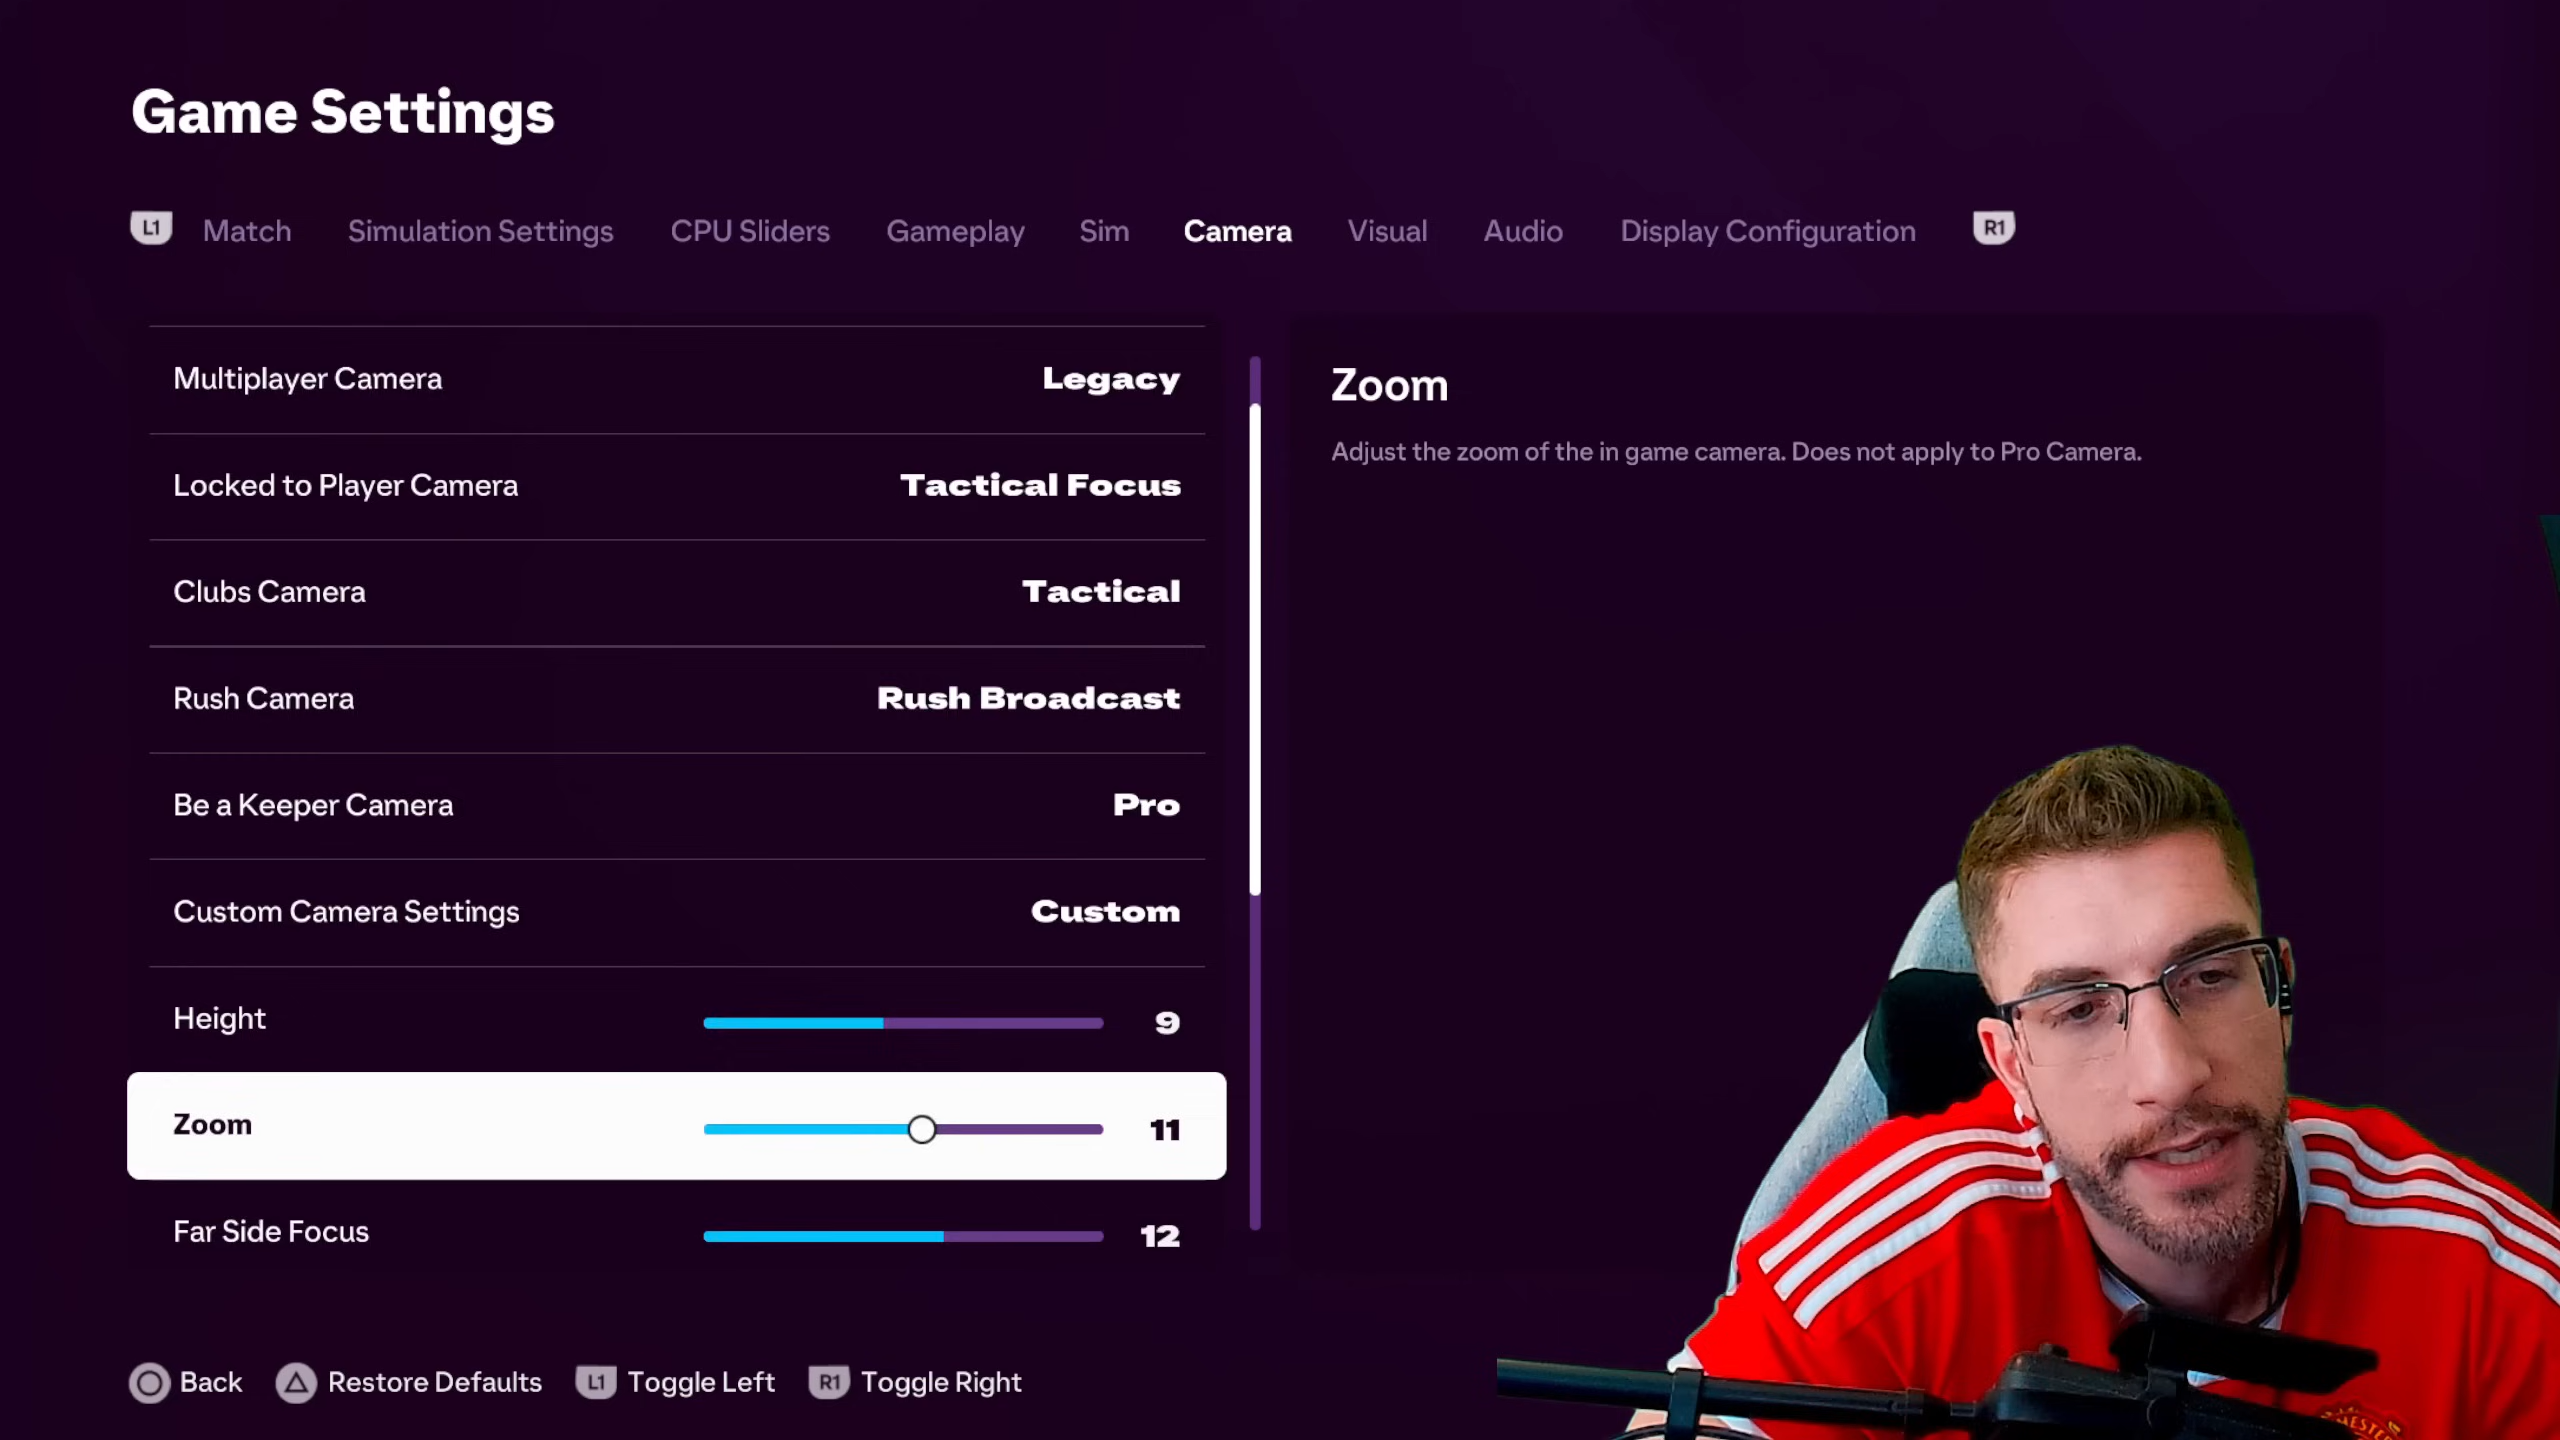 Game Settings
L1 Match Simulation Settings CPU Sliders Gameplay Sim Camera Visual Audio Display Configuration R1
Multiplayer Camera Legacy
Locked to Player Camera Tactical Focus
Clubs Camera Tactical
Rush Camera Rush Broadcast
Be a Keeper Camera Pro
Custom Camera Settings Custom
Height 9
Zoom 11
Far Side Focus 12
Zoom
Adjust the zoom of the in game camera. Does not apply to Pro Camera.
Back Restore Defaults L1 Toggle Left R1 Toggle Right